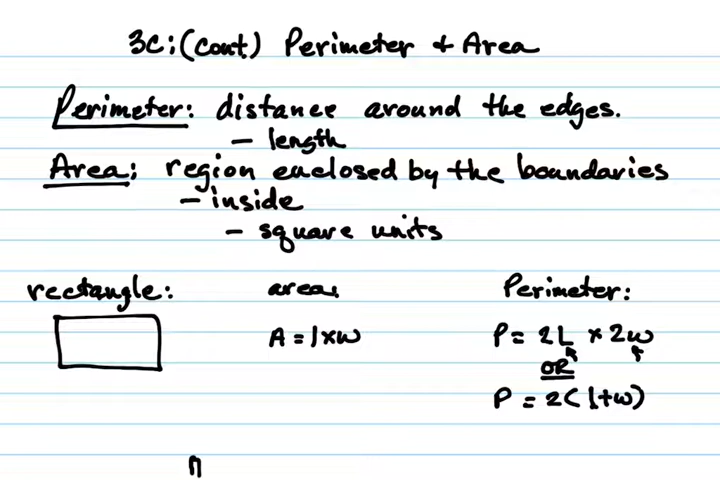 3C:(cont) Perimeter + Area
Perimeter: distance around the edges.
- length
Area: region enclosed by the boundaries
- inside
- square units
rectangle: area: Perimeter:
A = l×w P = 2L × 2w
OR
P = 2(l+w)